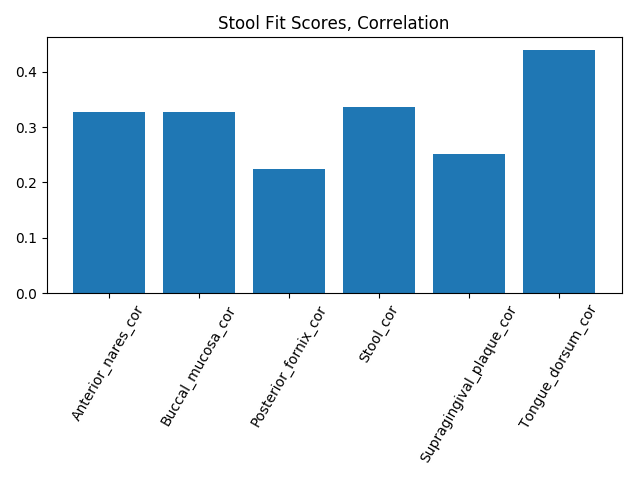 Stool Fit Scores, Correlation
0.4
0.3
0.2
0.1
0.0
Anterior_nares_cor
Buccal_mucosa_cor
Posterior_fornix_cor
Stool_cor
Supragingival_plaque_cor
Tongue_dorsum_cor